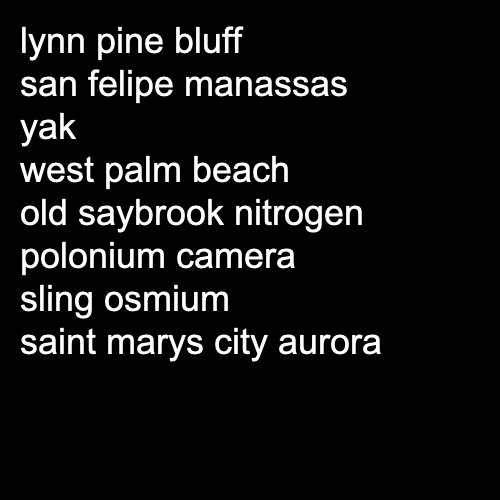 lynn pine bluff
san felipe manassas
yak
west palm beach
old saybrook nitrogen
polonium camera
sling osmium
saint marys city aurora